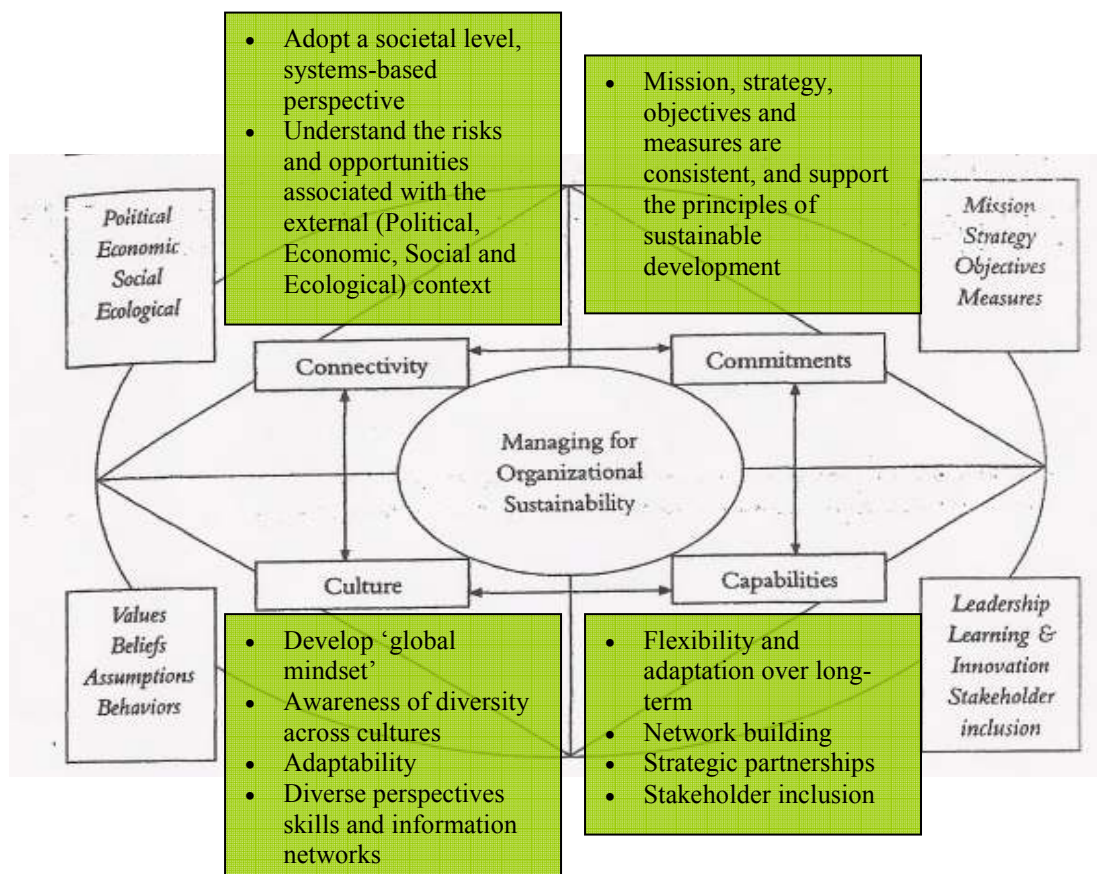 • Adopt a societal level,
systems-based
perspective
• Understand the risks
and opportunities
associated with the
external (Political,
Economic, Social and
Ecological) context
• Mission, strategy,
objectives and
measures are
consistent, and support
the principles of
sustainable
development
Political
Economic
Social
Ecological
Mission
Strategy
Objectives
Measures
Connectivity
Commitments
Managing for
Organizational
Sustainability
Culture
Capabilities
Values
Beliefs
Assumptions
Behaviors
• Develop ‘global
mindset’
• Awareness of diversity
across cultures
• Adaptability
• Diverse perspectives
skills and information
networks
• Flexibility and
adaptation over long-
term
• Network building
• Strategic partnerships
• Stakeholder inclusion
Leadership
Learning &
Innovation
Stakeholder
inclusion